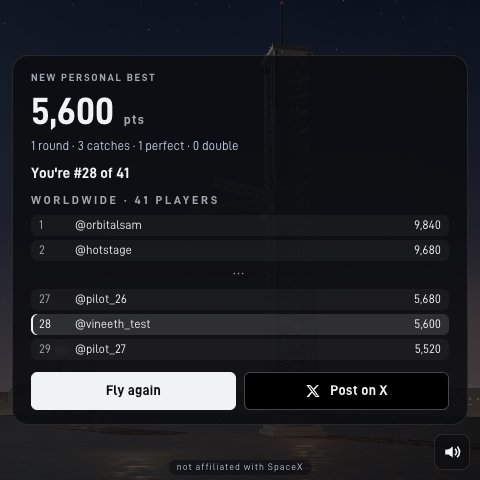 NEW PERSONAL BEST
5,600 pts
1 round · 3 catches · 1 perfect · 0 double
You're #28 of 41
WORLDWIDE · 41 PLAYERS
1 @orbitalsam 9,840
2 @hotstage 9,680
...
27 @pilot_26 5,680
28 @vineeth_test 5,600
29 @pilot_27 5,520
Fly again
Post on X
not affiliated with SpaceX